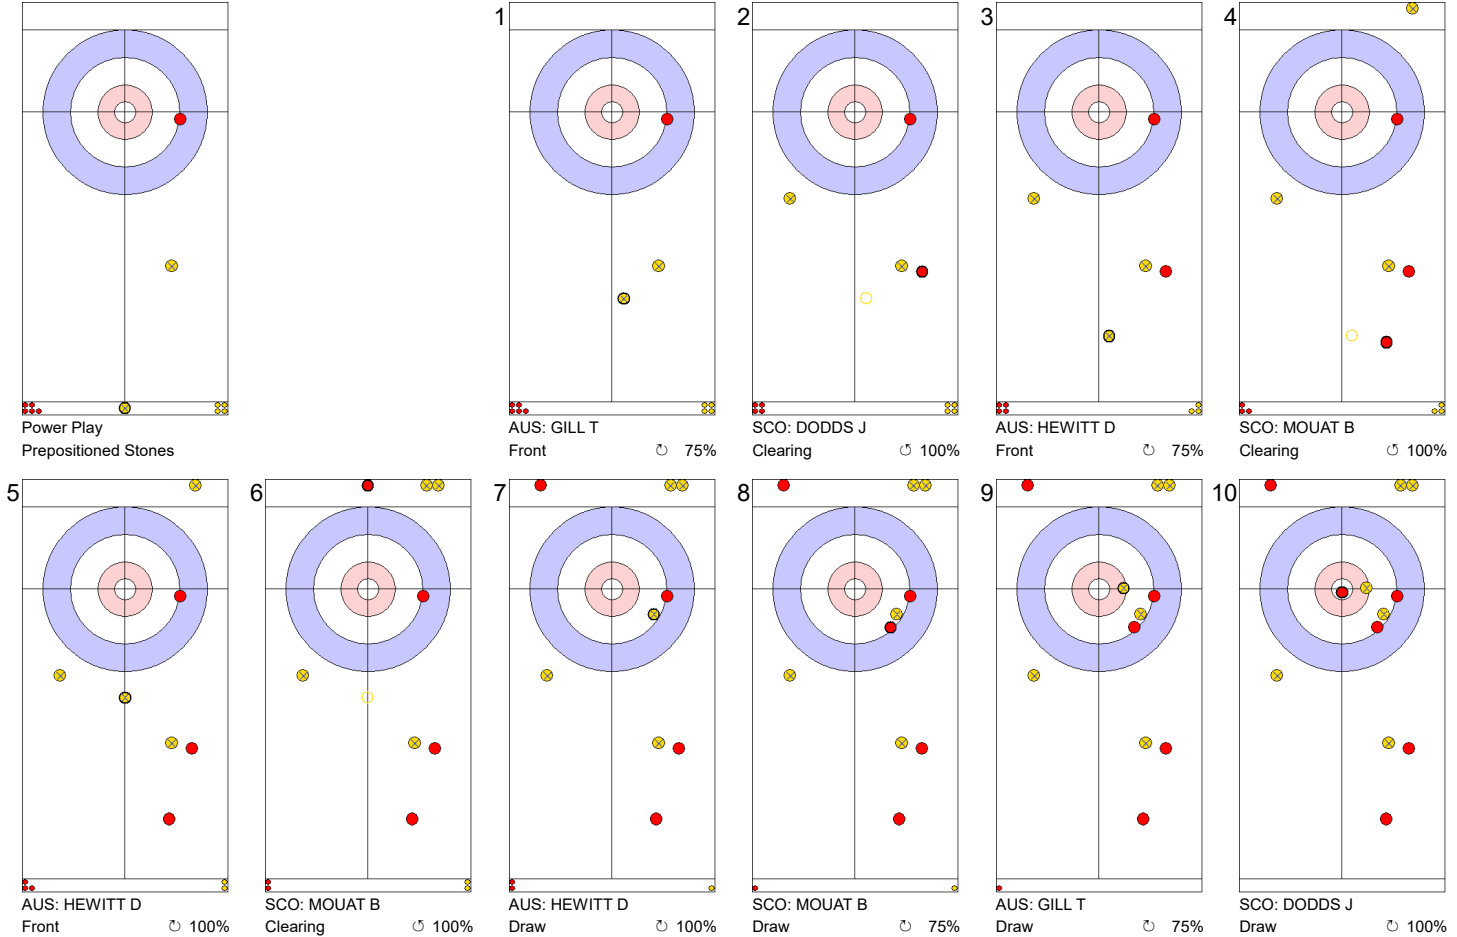 Power Play
Prepositioned Stones
1
AUS: GILL T
Front 75%
2
SCO: DODDS J
Clearing 100%
3
AUS: HEWITT D
Front 75%
4
SCO: MOUAT B
Clearing 100%
5
AUS: HEWITT D
Front 100%
6
SCO: MOUAT B
Clearing 100%
7
AUS: HEWITT D
Draw 100%
8
SCO: MOUAT B
Draw 75%
9
AUS: GILL T
Draw 75%
10
SCO: DODDS J
Draw 100%